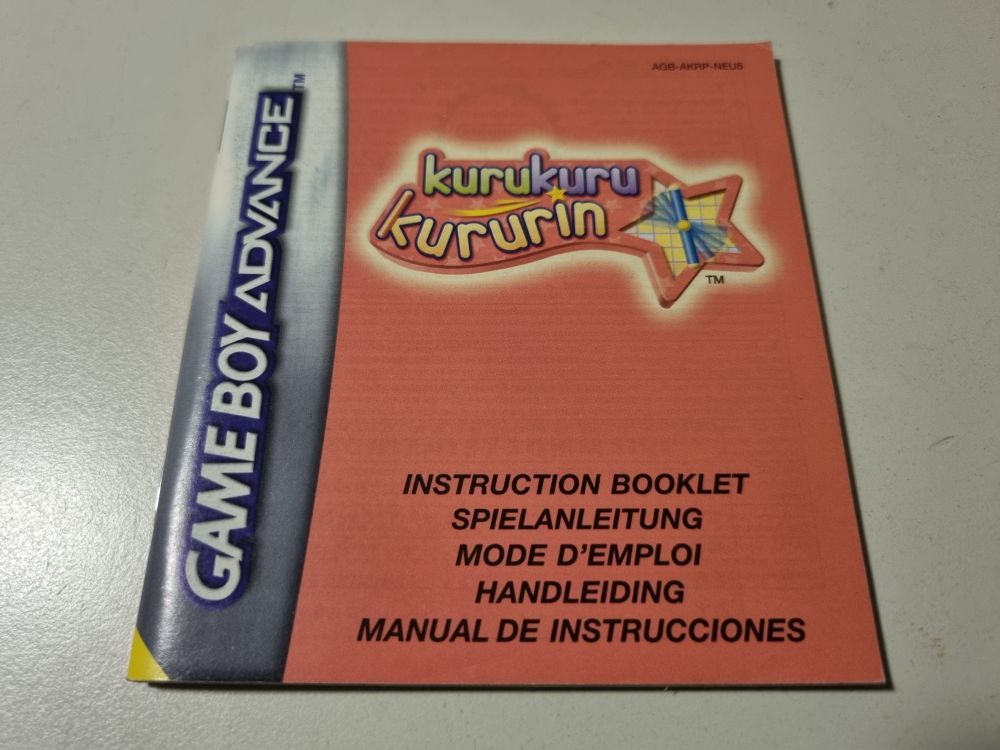 GAME BOY ADVANCE™
AGB-AKRP-NEU5
kurukuru
kururin
TM
INSTRUCTION BOOKLET
SPIELANLEITUNG
MODE D'EMPLOI
HANDLEIDING
MANUAL DE INSTRUCCIONES